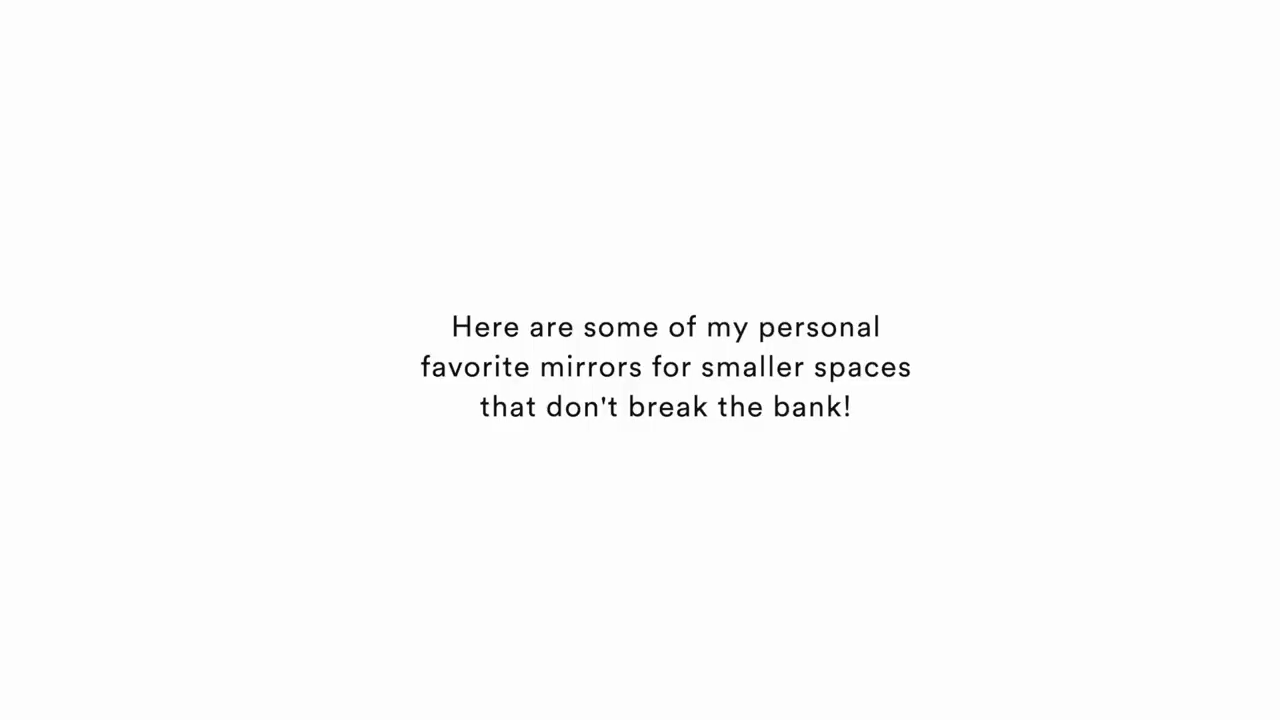 Here are some of my personal
favorite mirrors for smaller spaces
that don't break the bank!